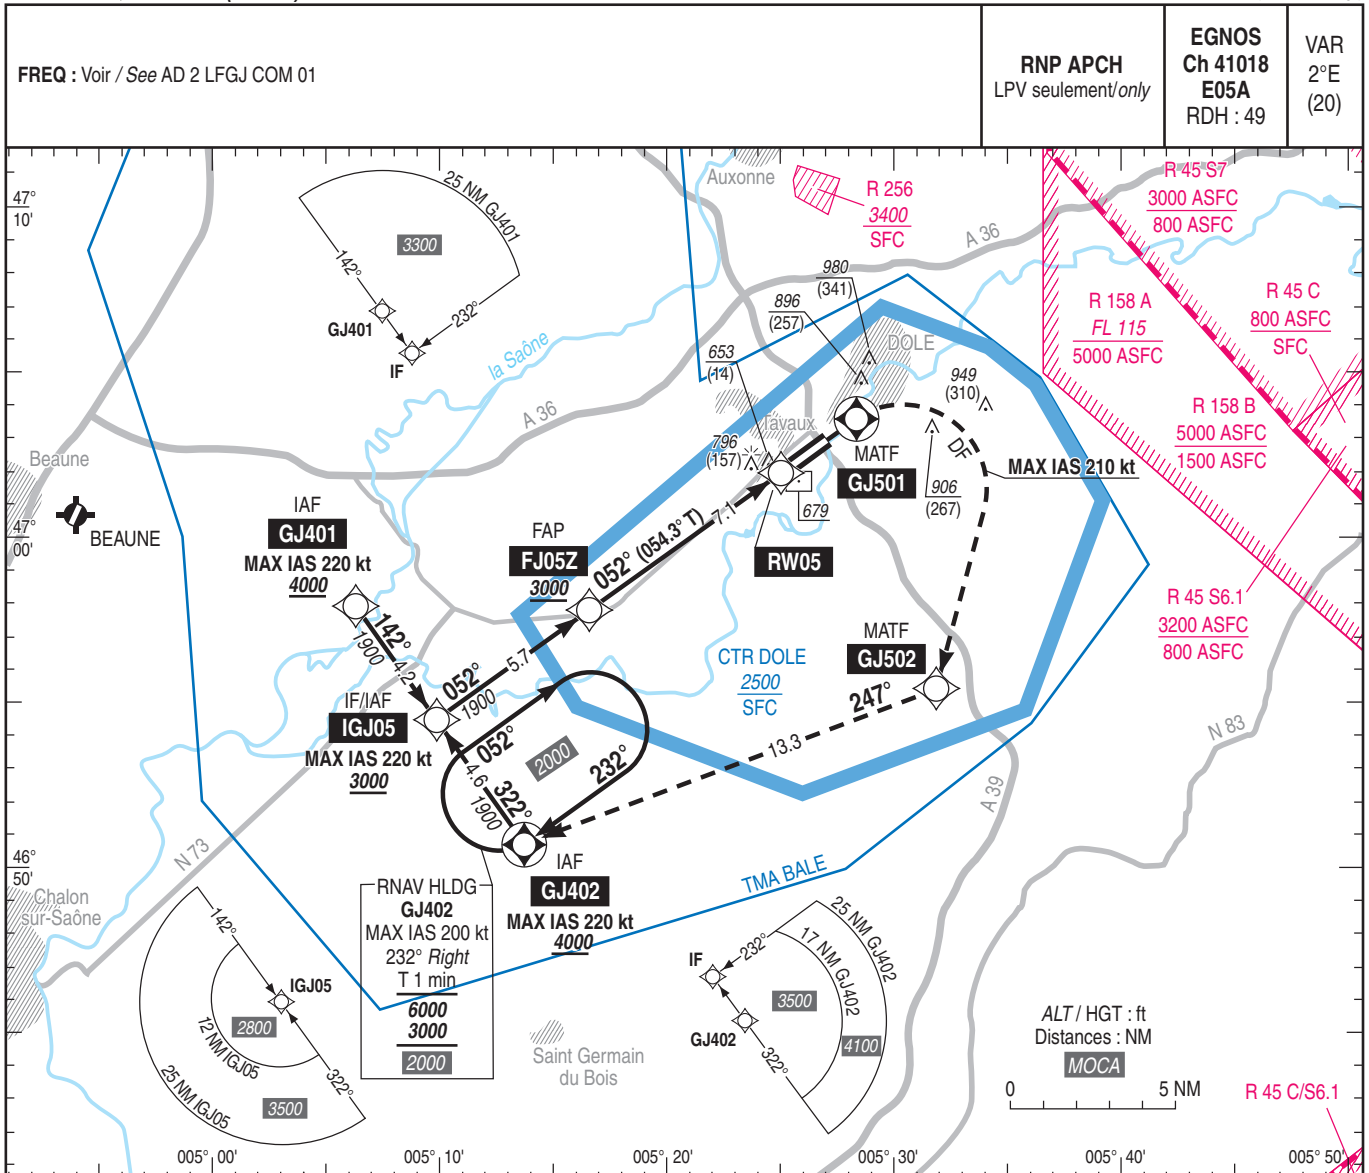 FREQ : Voir / See AD 2 LFGJ COM 01
RNP APCH
LPV seulement/only
EGNOS
Ch 41018
E05A
RDH : 49
VAR
2°E
(20)
47°
10'
25 NM GJ401
3300
142°
232°
GJ401
IF
la Saône
A 36
Auxonne
R 256
3400
SFC
A 36
980
(341)
896
(257)
653
(14)
DOLE
949
(310)
Tavaux
796
(157)
MATF
GJ501
DF
MAX IAS 210 kt
906
(267)
679
RW05
R 45 S7
3000 ASFC
800 ASFC
R 158 A
FL 115
5000 ASFC
R 45 C
800 ASFC
SFC
R 158 B
5000 ASFC
1500 ASFC
R 45 S6.1
3200 ASFC
800 ASFC
Beaune
BEAUNE
47°
00'
IAF
GJ401
MAX IAS 220 kt
4000
FAP
FJ05Z
3000
052° (054.3° T)
7.1
142°
1900
4.2
052°
1900
5.7
IF/IAF
IGJ05
MAX IAS 220 kt
3000
CTR DOLE
2500
SFC
MATF
GJ502
247°
13.3
052°
2000
232°
322°
4.6
1900
N 83
A 39
N 73
46°
50'
IAF
GJ402
MAX IAS 220 kt
4000
TMA BALE
RNAV HLDG
GJ402
MAX IAS 200 kt
232° Right
T 1 min
6000
3000
2000
Chalon
sur-Saône
142°
IGJ05
2800
12 NM IGJ05
25 NM IGJ05
3500
322°
Saint Germain
du Bois
25 NM GJ402
17 NM GJ402
IF
232°
3500
GJ402
4100
322°
ALT / HGT : ft
Distances : NM
MOCA
0
5 NM
R 45 C/S6.1
005° 00'
005° 10'
005° 20'
005° 30'
005° 40'
005° 50'